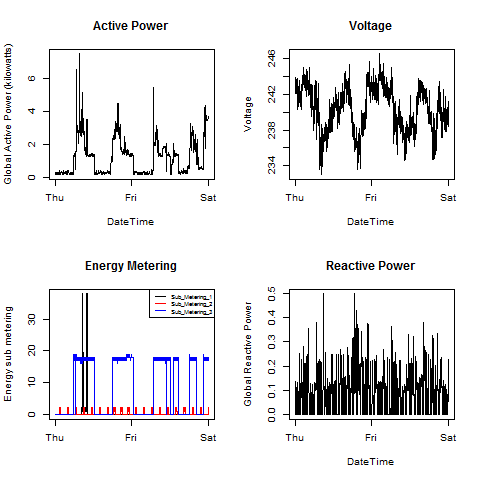 Active Power
Global Active Power (kilowatts)
0 2 4 6
Thu Fri Sat
DateTime
Voltage
Voltage
234 238 242 246
Thu Fri Sat
DateTime
Energy Metering
Energy sub metering
0 10 20 30
Sub_Metering_1
Sub_Metering_2
Sub_Metering_3
Thu Fri Sat
Reactive Power
Global Reactive Power
0.0 0.1 0.2 0.3 0.4 0.5
Thu Fri Sat
DateTime